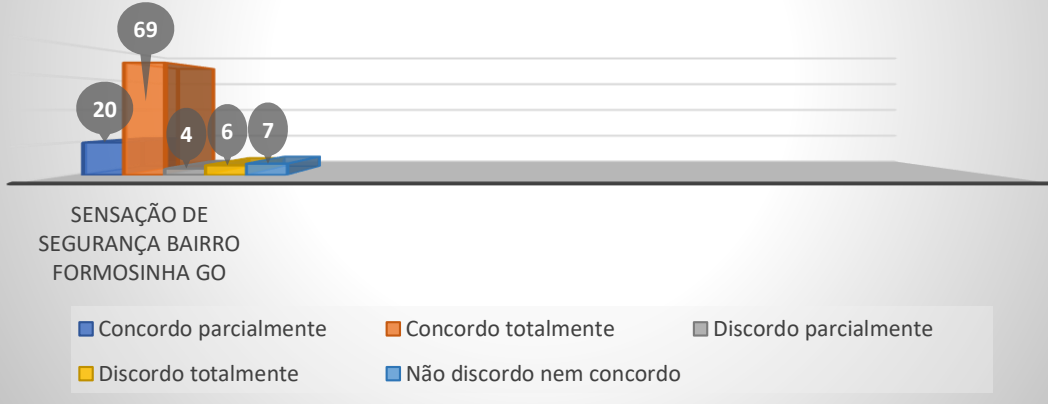 69
20
4
6
7
SENSAÇÃO DE
SEGURANÇA BAIRRO
FORMOSINHA GO
Concordo parcialmente
Concordo totalmente
Discordo parcialmente
Discordo totalmente
Não discordo nem concordo